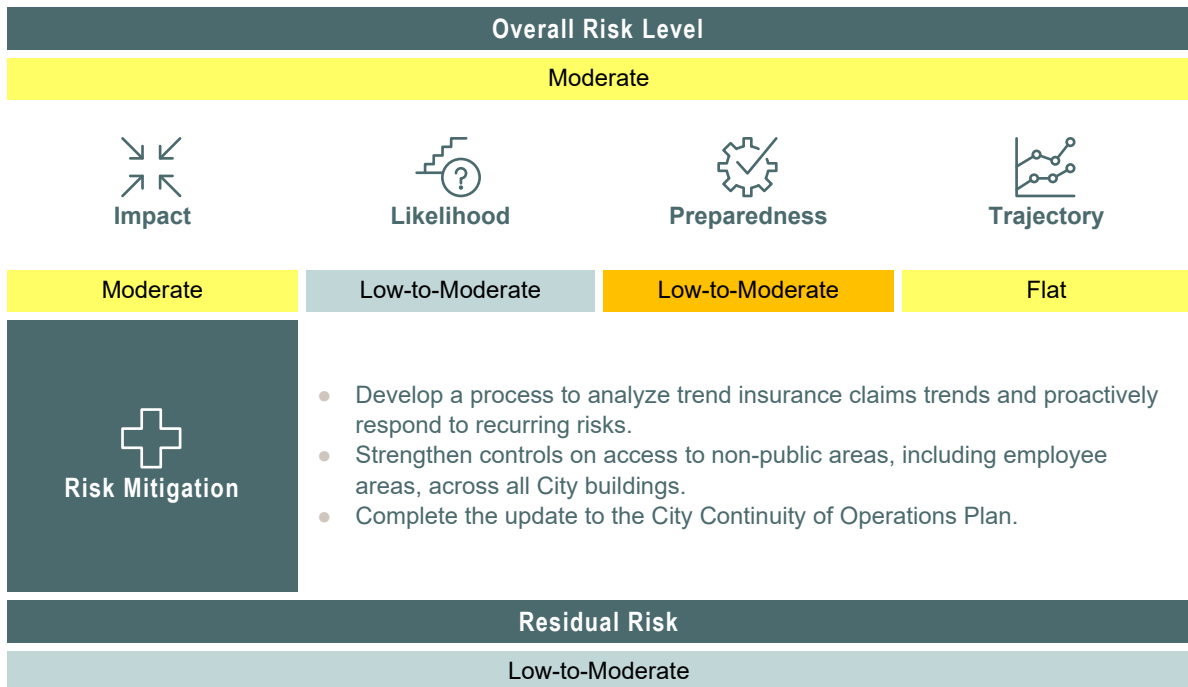 Overall Risk Level
Moderate
?
Impact
Likelihood
Preparedness
Trajectory
Moderate
Low-to-Moderate
Low-to-Moderate
Flat
Risk Mitigation
● Develop a process to analyze trend insurance claims trends and proactively
respond to recurring risks.
● Strengthen controls on access to non-public areas, including employee
areas, across all City buildings.
● Complete the update to the City Continuity of Operations Plan.
Residual Risk
Low-to-Moderate